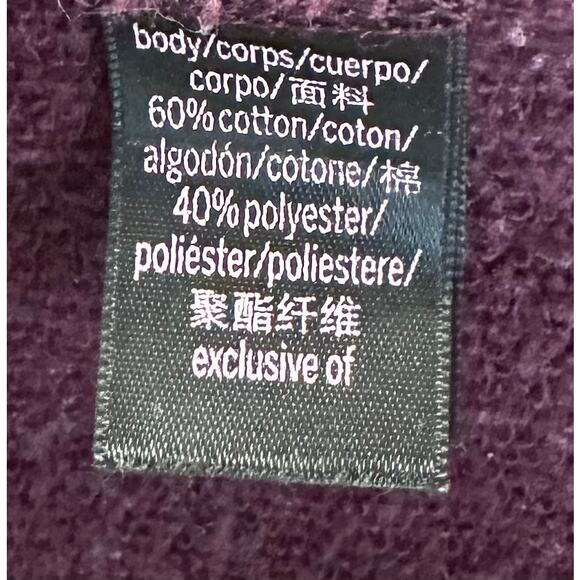 body/corps/cuerpo/
corpo/面料
60%cotton/coton/
algodón/cotone/棉
40%polyester/
poliéster/poliestere/
聚酯纤维
exclusive of